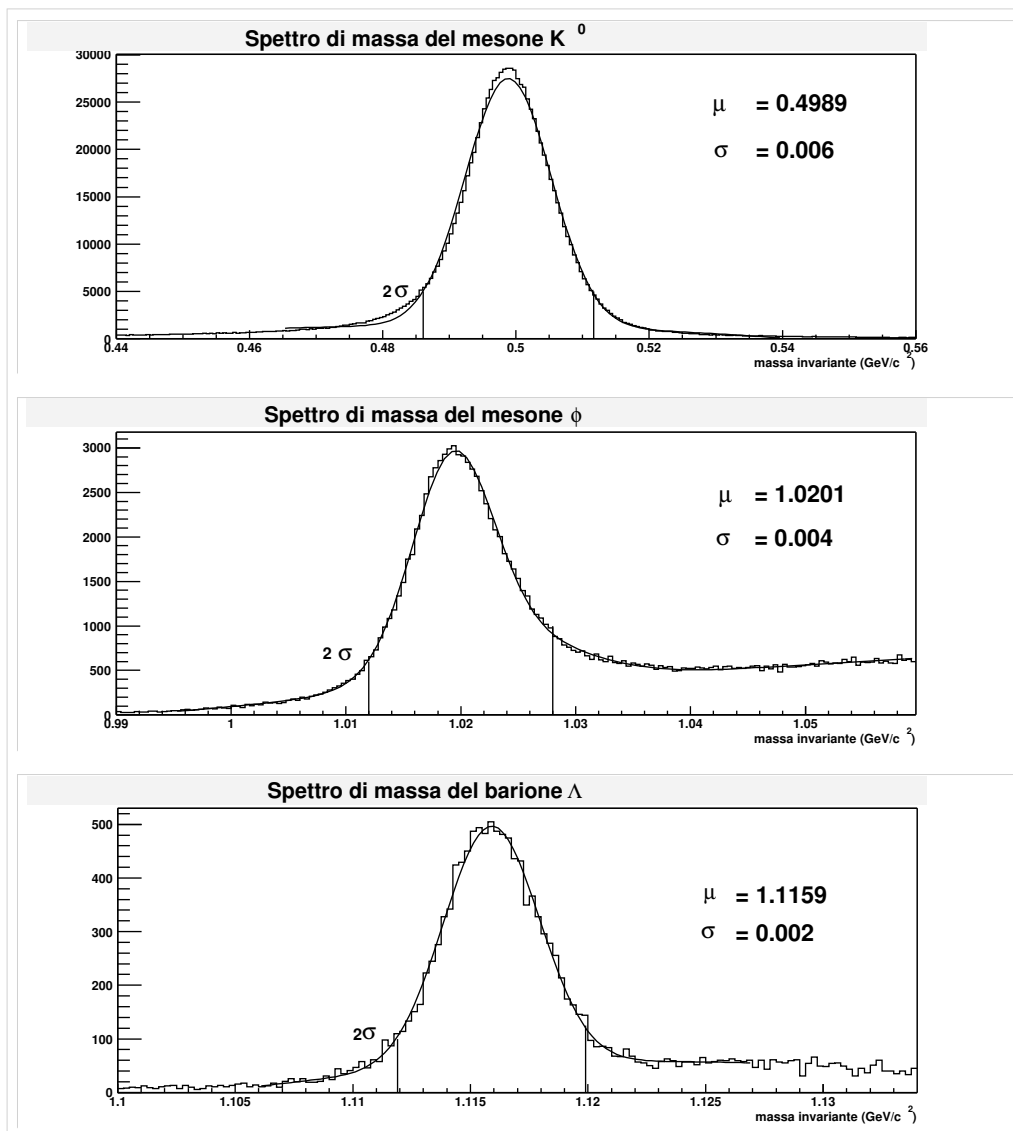 Spettro di massa del mesone K 0
30000
25000
20000
15000
10000
5000
0
μ = 0.4989
σ = 0.006
2 σ
0.44 0.46 0.48 0.5 0.52 0.54 0.56
massa invariante (GeV/c 2)
Spettro di massa del mesone ϕ
3000
2500
2000
1500
1000
500
0
μ = 1.0201
σ = 0.004
2 σ
0.99 1 1.01 1.02 1.03 1.04 1.05
massa invariante (GeV/c 2)
Spettro di massa del barione Λ
500
400
300
200
100
0
μ = 1.1159
σ = 0.002
2σ
1.1 1.105 1.11 1.115 1.12 1.125 1.13
massa invariante (GeV/c 2)